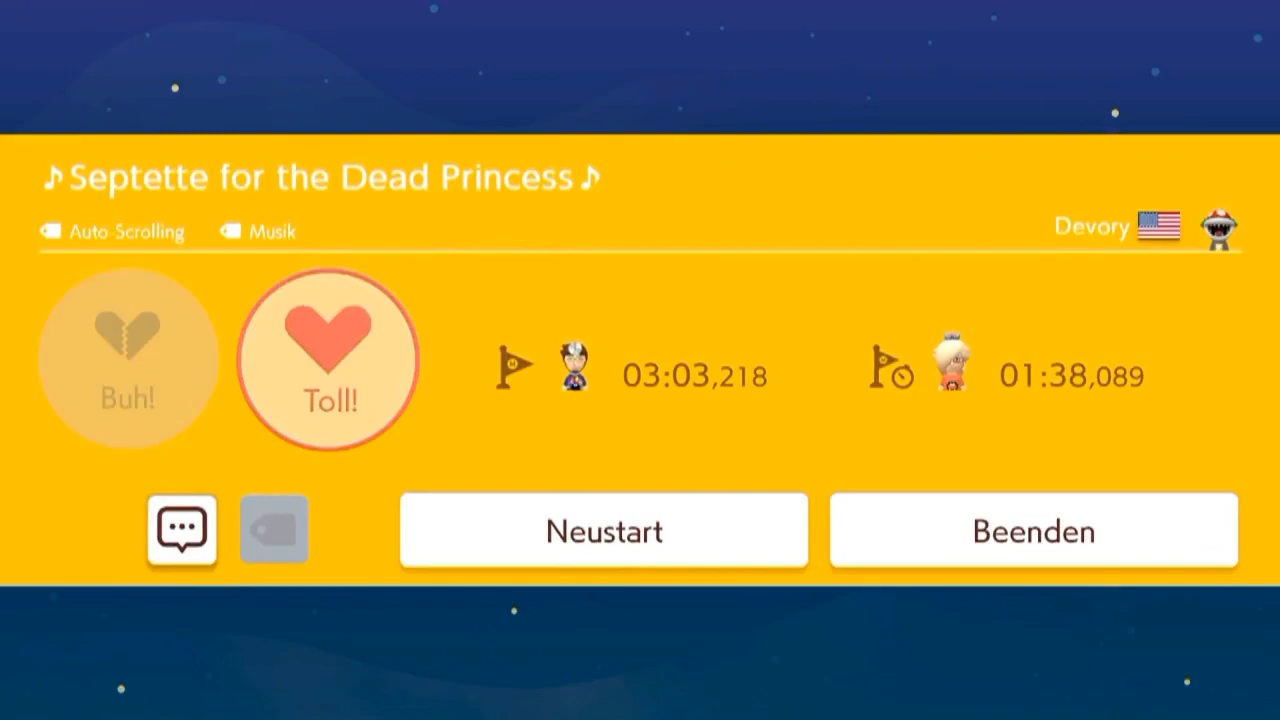 ♪Septette for the Dead Princess♪
Auto-Scrolling Musik
Devory
Buh!
Toll!
03:03,218
01:38,089
Neustart
Beenden